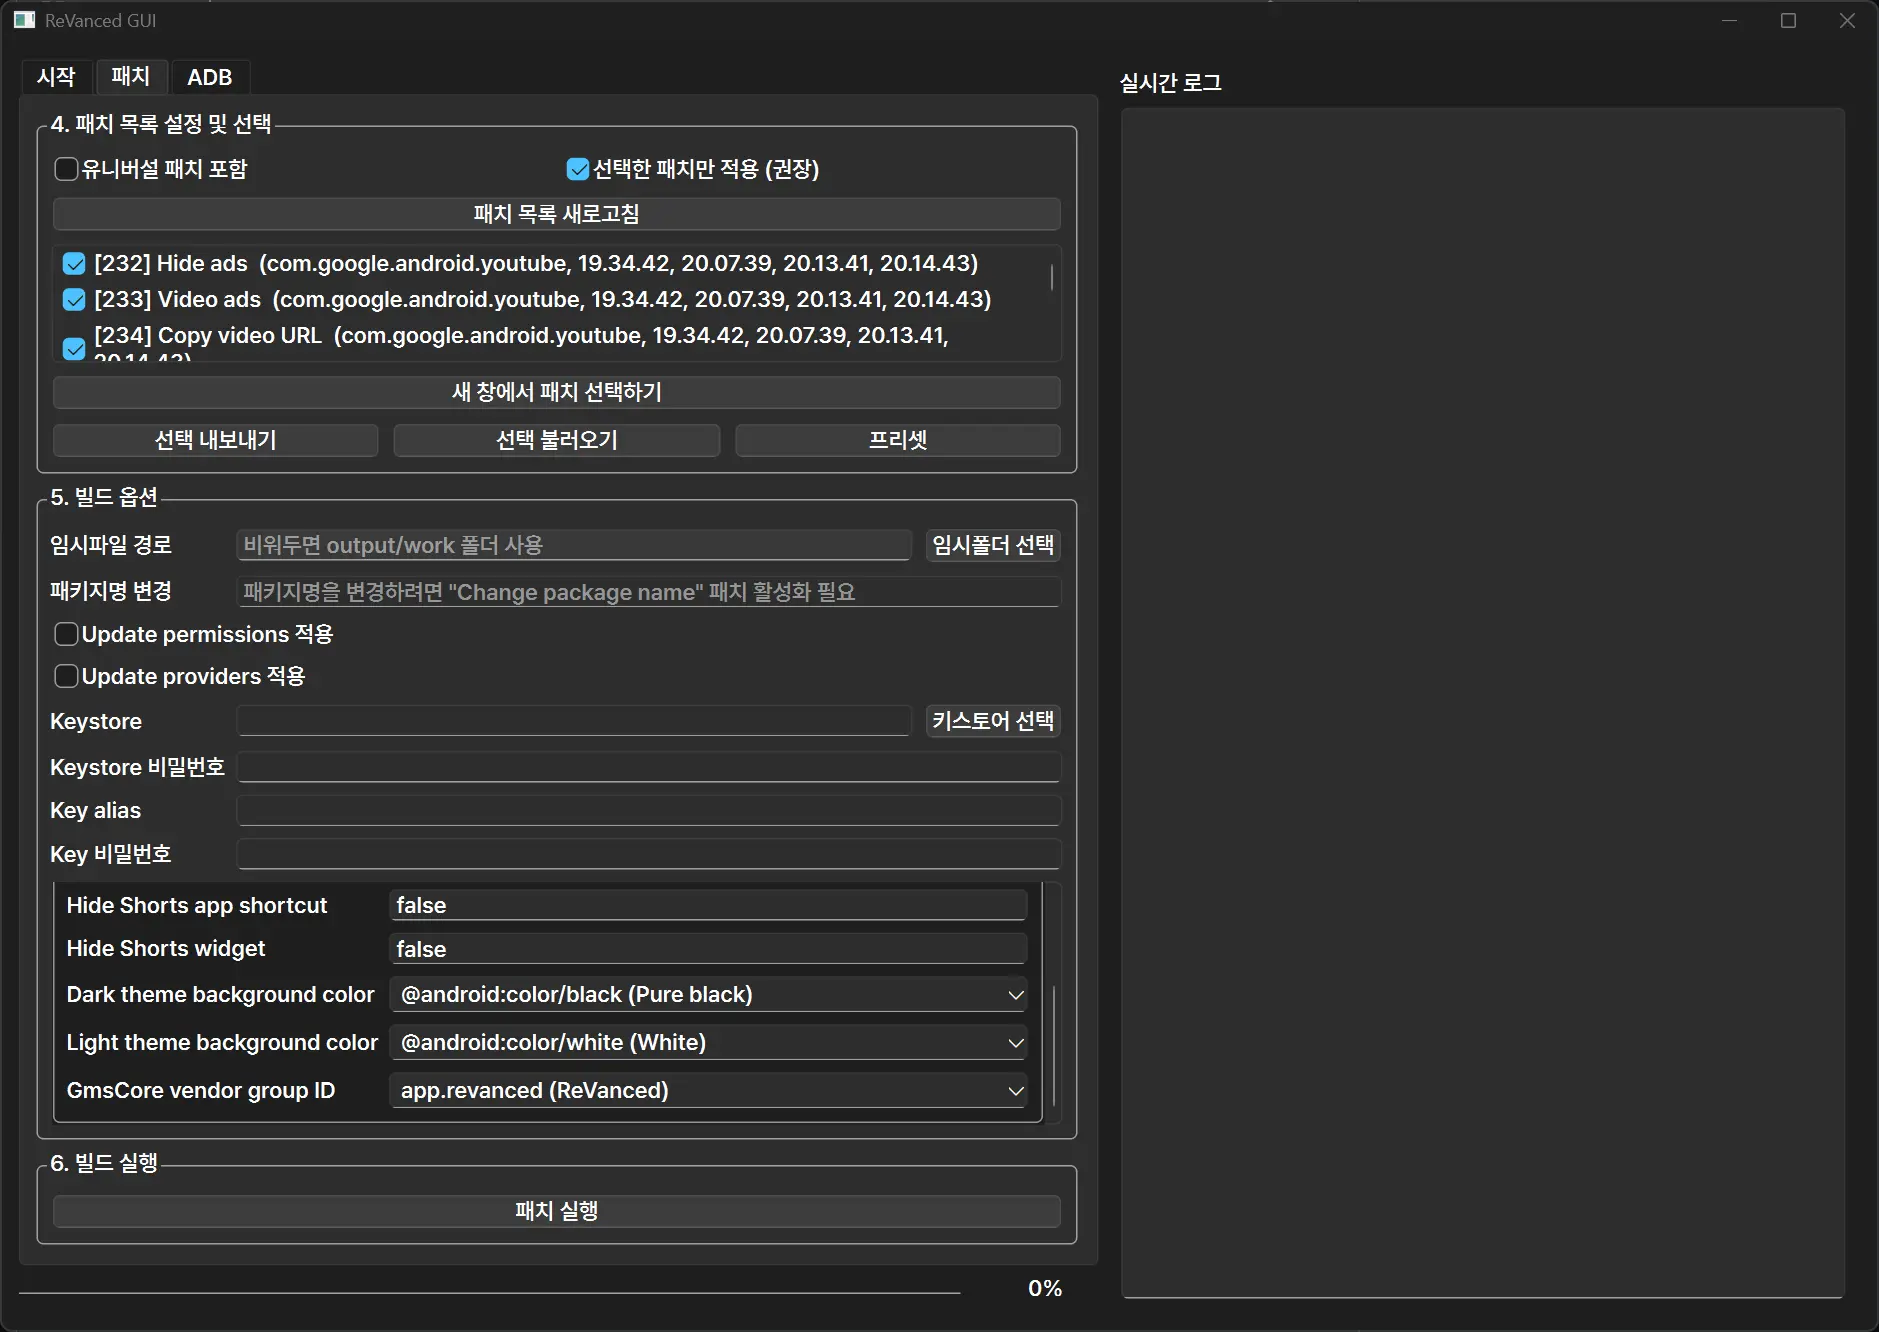 ReVanced GUI
시작
패치
ADB
4. 패치 목록 설정 및 선택
유니버설 패치 포함
선택한 패치만 적용 (권장)
패치 목록 새로고침
[232] Hide ads (com.google.android.youtube, 19.34.42, 20.07.39, 20.13.41, 20.14.43)
[233] Video ads (com.google.android.youtube, 19.34.42, 20.07.39, 20.13.41, 20.14.43)
[234] Copy video URL (com.google.android.youtube, 19.34.42, 20.07.39, 20.13.41,
20.14.43)
새 창에서 패치 선택하기
선택 내보내기
선택 불러오기
프리셋
5. 빌드 옵션
임시파일 경로
비워두면 output/work 폴더 사용
임시폴더 선택
패키지명 변경
패키지명을 변경하려면 "Change package name" 패치 활성화 필요
Update permissions 적용
Update providers 적용
Keystore
키스토어 선택
Keystore 비밀번호
Key alias
Key 비밀번호
Hide Shorts app shortcut
false
Hide Shorts widget
false
Dark theme background color
@android:color/black (Pure black)
Light theme background color
@android:color/white (White)
GmsCore vendor group ID
app.revanced (ReVanced)
6. 빌드 실행
패치 실행
0%
실시간 로그